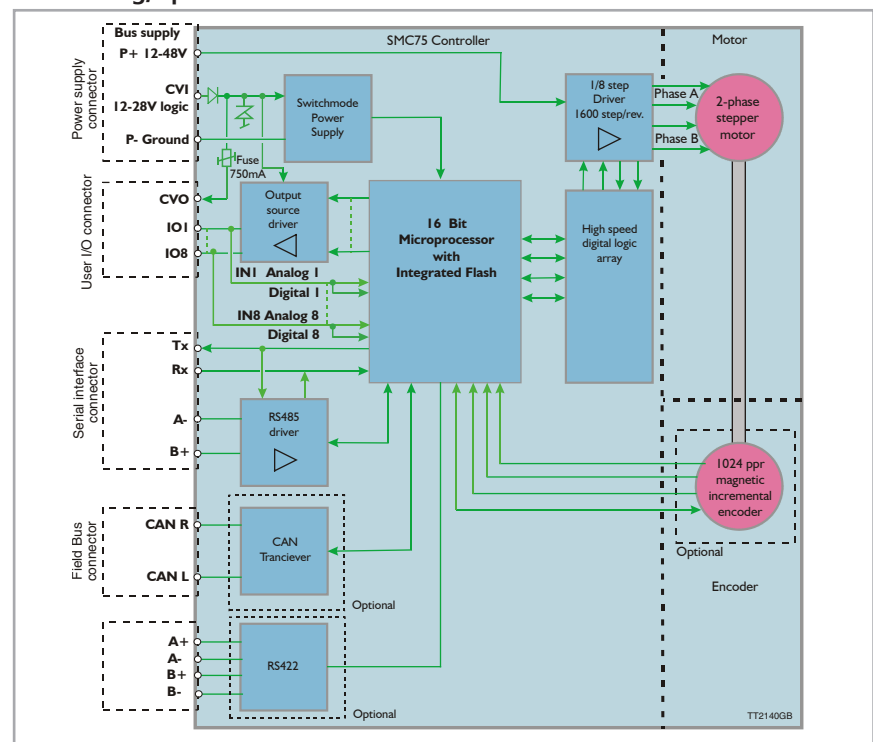 Bus supply
P+ 12-48V
CVI
12-28V logic
P- Ground
Power supply
connector
SMC75 Controller
Motor
Switchmode
Power
Supply
Fuse
750mA
1/8 step
Driver
1600 step/rev.
Phase A
Phase B
2-phase
stepper
motor
User I/O connector
CVO
IO1
IO8
Output
source
driver
IN1 Analog 1
Digital 1
IN8 Analog 8
Digital 8
16 Bit
Microprocessor
with
Integrated Flash
High speed
digital logic
array
Serial interface
connector
Tx
Rx
A-
B+
RS485
driver
1024 ppr
magnetic
incremental
encoder
Optional
Encoder
Field Bus
connector
CAN R
CAN L
CAN
Tranciever
Optional
A+
A-
B+
B-
RS422
Optional
TT2140GB